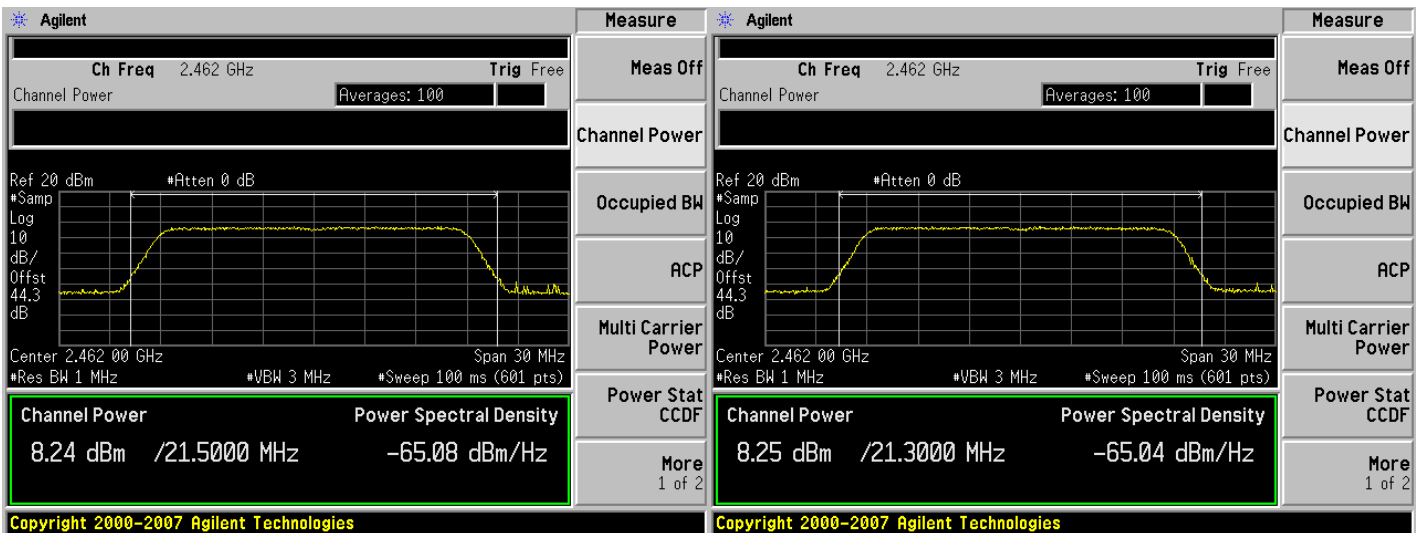 Agilent
Measure
Ch Freq 2.462 GHz Trig Free
Channel Power Averages: 100
Ref 20 dBm #Atten 0 dB
#Samp
Log
10
dB/
Offst
44.3
dB
Center 2.462 00 GHz Span 30 MHz
#Res BW 1 MHz #VBW 3 MHz #Sweep 100 ms (601 pts)
Channel Power Power Spectral Density
8.24 dBm /21.5000 MHz -65.08 dBm/Hz
Copyright 2000-2007 Agilent Technologies
Meas Off
Channel Power
Occupied BW
ACP
Multi Carrier
Power
Power Stat
CCDF
More
1 of 2
Agilent
Measure
Ch Freq 2.462 GHz Trig Free
Channel Power Averages: 100
Ref 20 dBm #Atten 0 dB
#Samp
Log
10
dB/
Offst
44.3
dB
Center 2.462 00 GHz Span 30 MHz
#Res BW 1 MHz #VBW 3 MHz #Sweep 100 ms (601 pts)
Channel Power Power Spectral Density
8.25 dBm /21.3000 MHz -65.04 dBm/Hz
Copyright 2000-2007 Agilent Technologies
Meas Off
Channel Power
Occupied BW
ACP
Multi Carrier
Power
Power Stat
CCDF
More
1 of 2